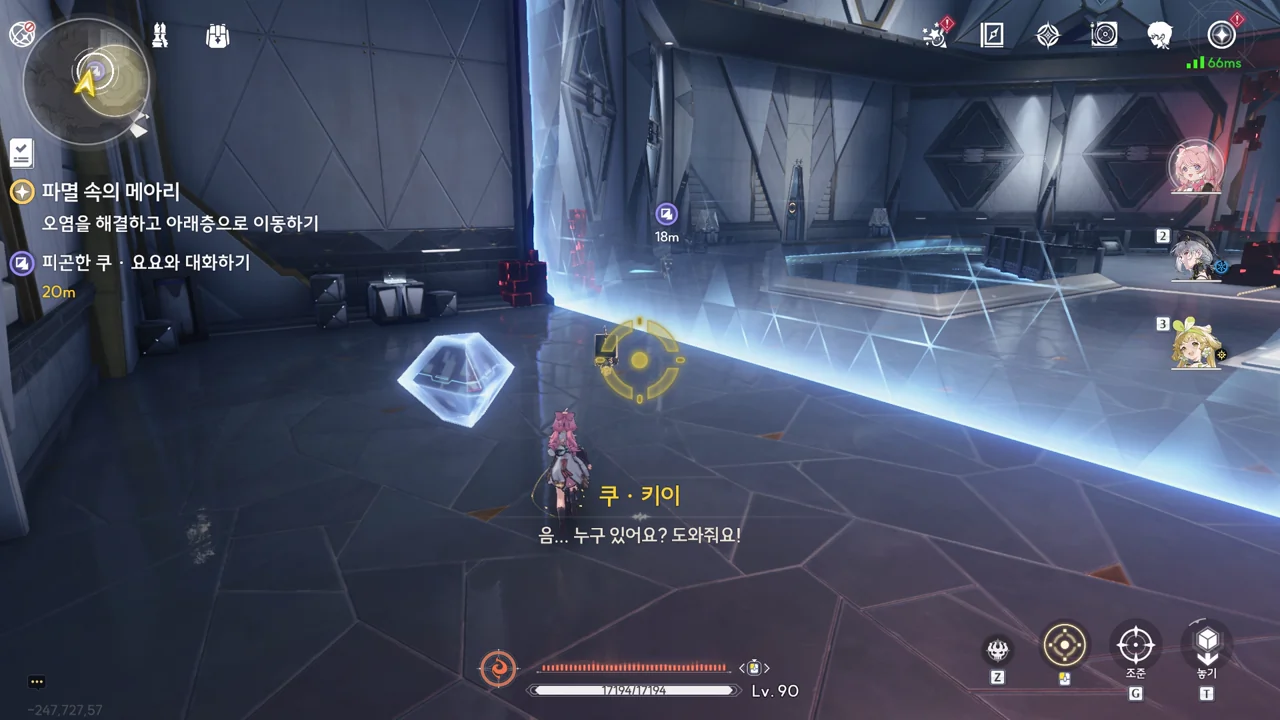 66ms
파멸 속의 메아리
오염을 해결하고 아래층으로 이동하기
피곤한 쿠 · 요요와 대화하기
20m
18m
2
3
쿠 · 키이
음... 누구 있어요? 도와줘요!
17194/17194
Lv. 90
Z
조준
G
놓기
T
-247,727,57